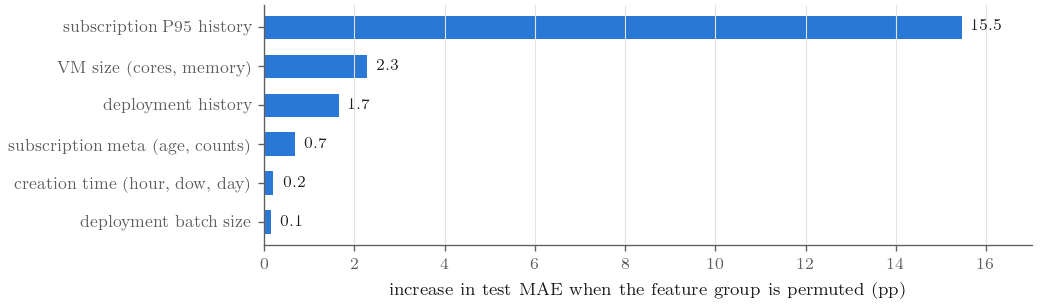 subscription P95 history 15.5
VM size (cores, memory) 2.3
deployment history 1.7
subscription meta (age, counts) 0.7
creation time (hour, dow, day) 0.2
deployment batch size 0.1
0 2 4 6 8 10 12 14 16
increase in test MAE when the feature group is permuted (pp)